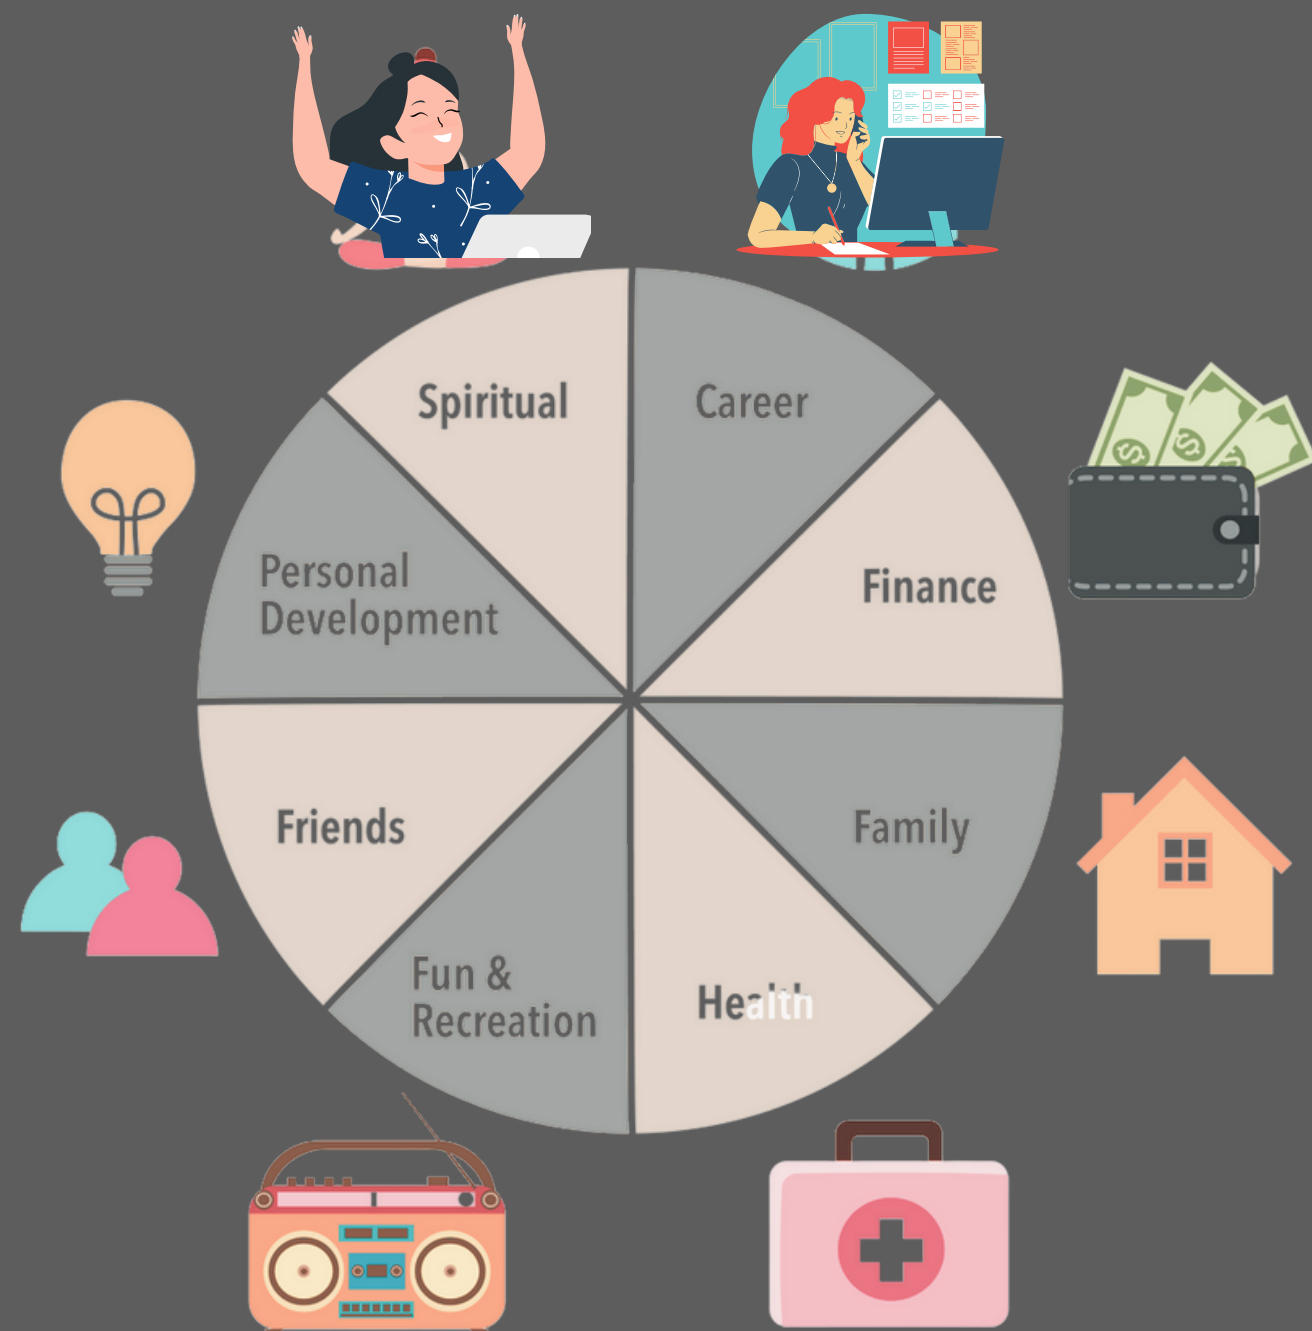 Spiritual
Career
Personal
Development
Finance
Friends
Family
Fun &
Recreation
Health